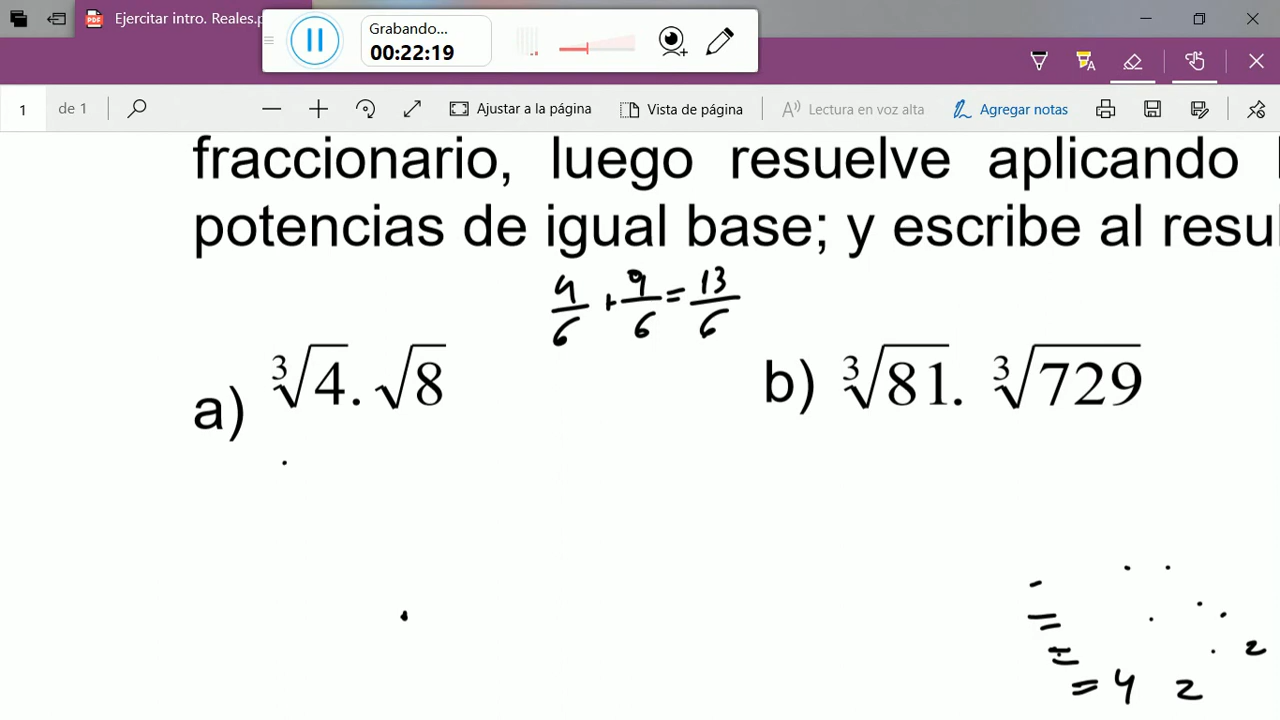 Ejercitar intro. Reales.p
Grabando...
00:22:19
1 de 1 Ajustar a la página Vista de página Lectura en voz alta Agregar notas
fraccionario, luego resuelve aplicando
potencias de igual base; y escribe al resu
4/6 + 9/6 = 13/6
a) ∛4. √8 b) ∛81. ∛729
=
= 2
= 4 2